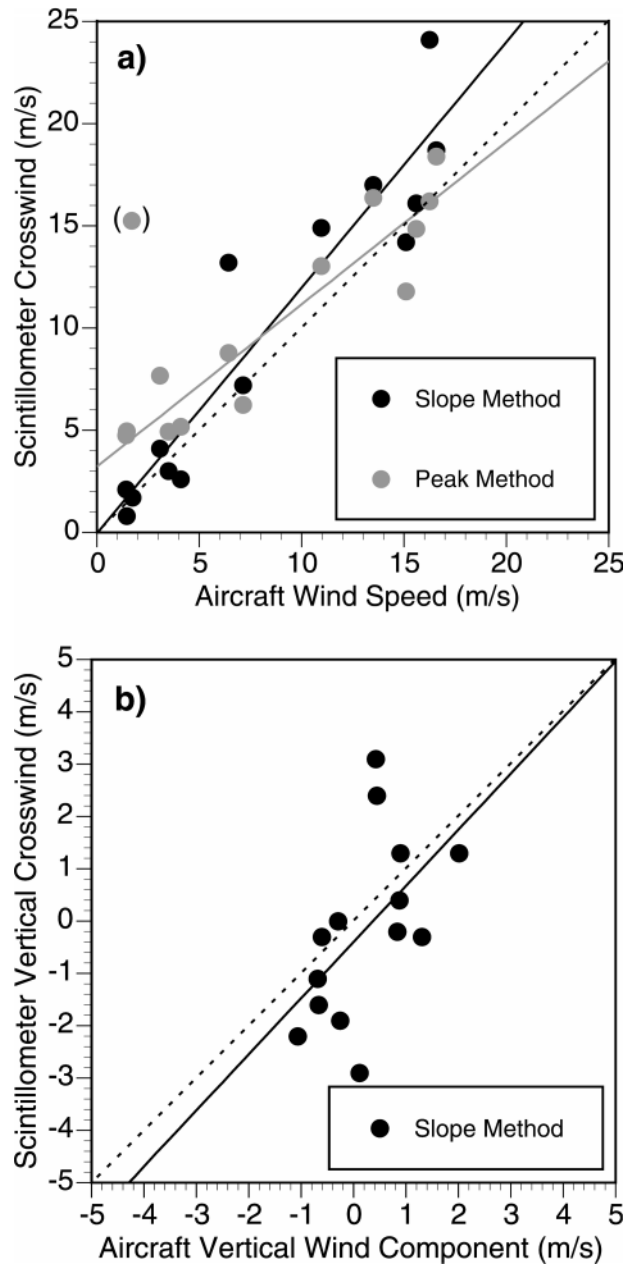 a)
25
20
15
10
5
0
( )
Scintillometer Crosswind (m/s)
Slope Method
Peak Method
0 5 10 15 20 25
Aircraft Wind Speed (m/s)
b)
5
4
3
2
1
0
-1
-2
-3
-4
-5
Scintillometer Vertical Crosswind (m/s)
Slope Method
-5 -4 -3 -2 -1 0 1 2 3 4 5
Aircraft Vertical Wind Component (m/s)